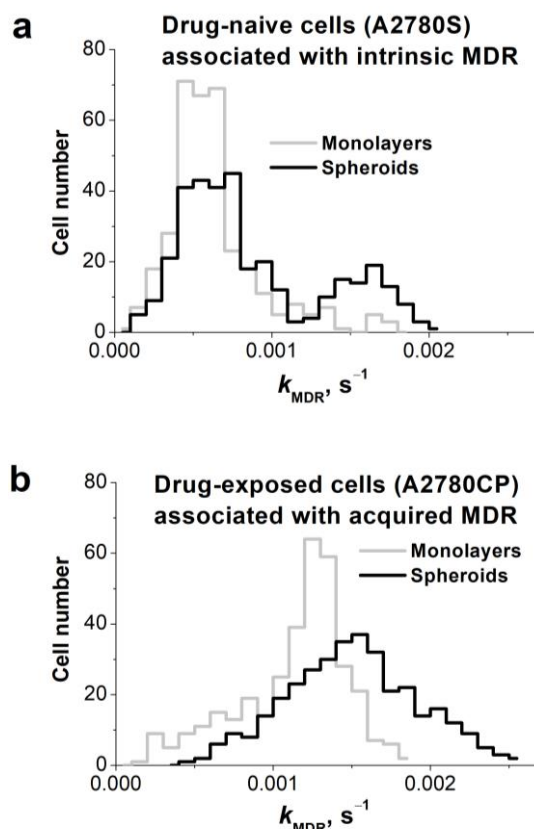 a
Drug-naive cells (A2780S)
associated with intrinsic MDR
Monolayers
Spheroids
Cell number
80
60
40
20
0
0.000
0.001
0.002
kMDR, s⁻¹
b
Drug-exposed cells (A2780CP)
associated with acquired MDR
Monolayers
Spheroids
Cell number
80
60
40
20
0
0.000
0.001
0.002
kMDR, s⁻¹